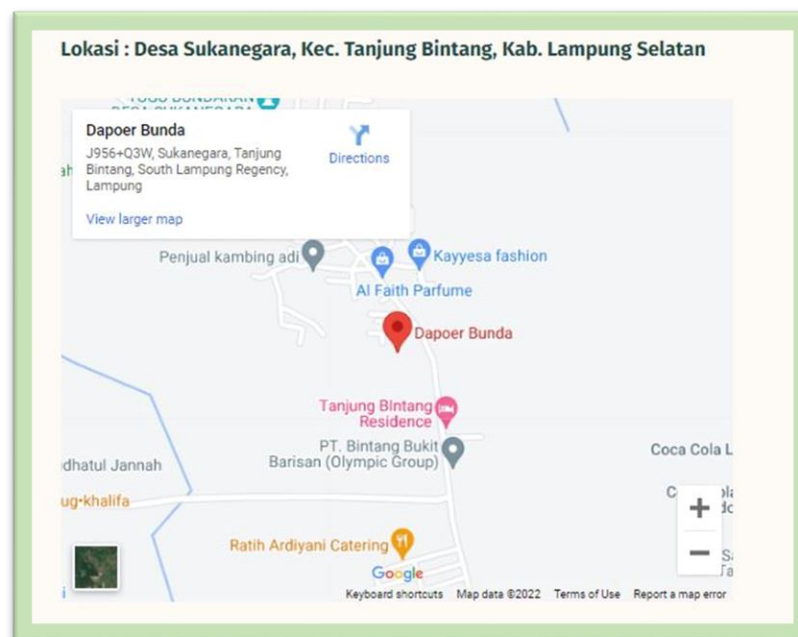 Lokasi : Desa Sukanegara, Kec. Tanjung Bintang, Kab. Lampung Selatan
Dapoer Bunda
J956+Q3W, Sukanegara, Tanjung
Bintang, South Lampung Regency,
Lampung
Directions
View larger map
Penjual kambing adi
Kayyesa fashion
Al Faith Parfume
Dapoer Bunda
Tanjung BIntang
Residence
PT. Bintang Bukit
Barisan (Olympic Group)
Coca Cola L
dhatul Jannah
ug-khalifa
Ratih Ardiyani Catering
Google
Keyboard shortcuts Map data ©2022 Terms of Use Report a map error